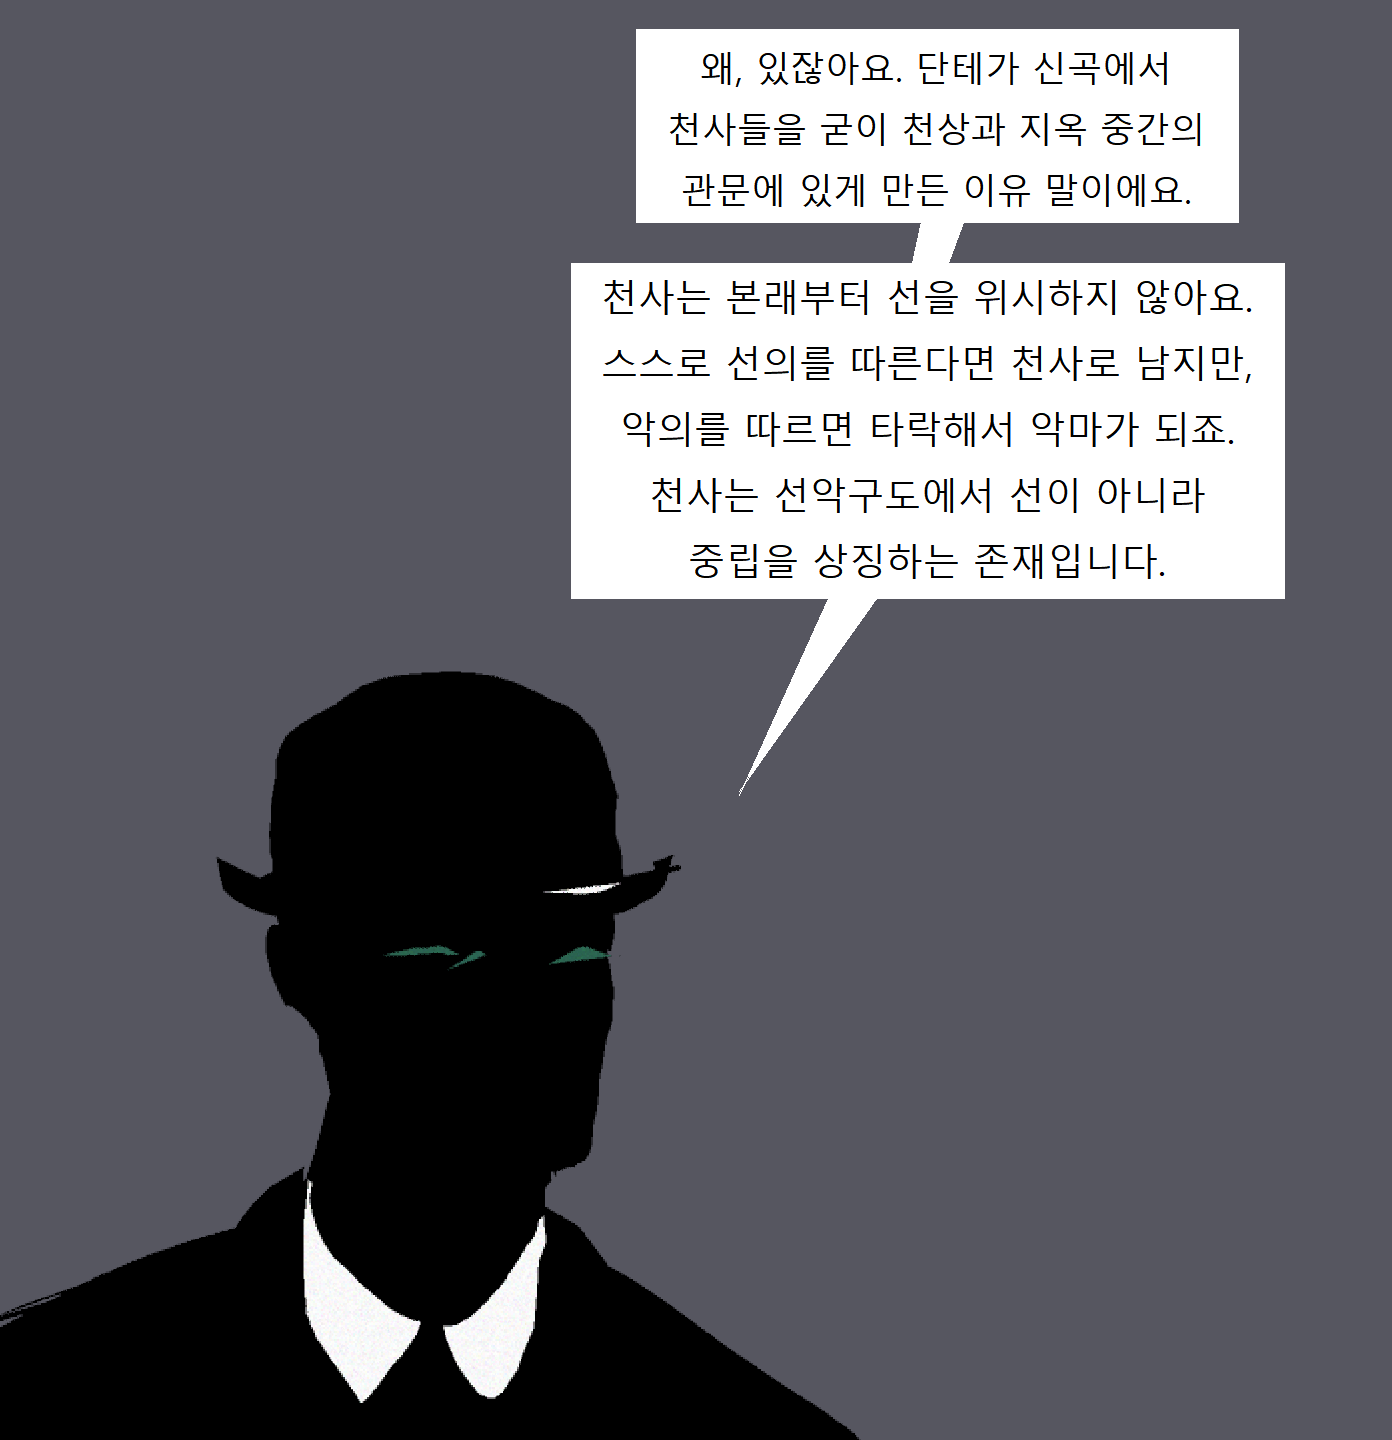 왜, 있잖아요. 단테가 신곡에서
천사들을 굳이 천상과 지옥 중간의
관문에 있게 만든 이유 말이에요.
천사는 본래부터 선을 위시하지 않아요.
스스로 선의를 따른다면 천사로 남지만,
악의를 따르면 타락해서 악마가 되죠.
천사는 선악구도에서 선이 아니라
중립을 상징하는 존재입니다.